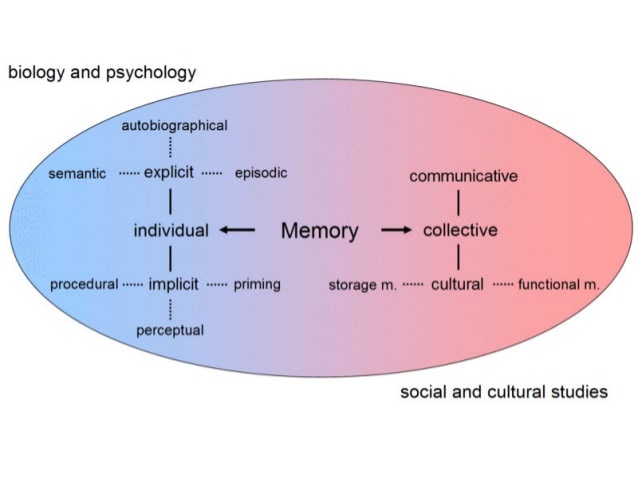 biology and psychology
autobiographical
semantic ...... explicit ...... episodic
communicative
individual Memory collective
procedural ...... implicit ...... priming
storage m. ...... cultural ...... functional m.
perceptual
social and cultural studies